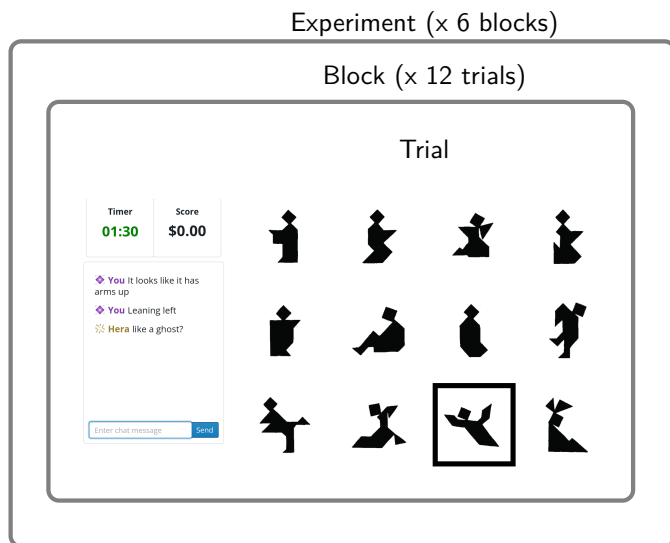 Experiment (x 6 blocks)
Block (x 12 trials)
Trial
Timer
01:30
Score
$0.00
You It looks like it has
arms up
You Leaning left
Hera like a ghost?
Enter chat message
Send